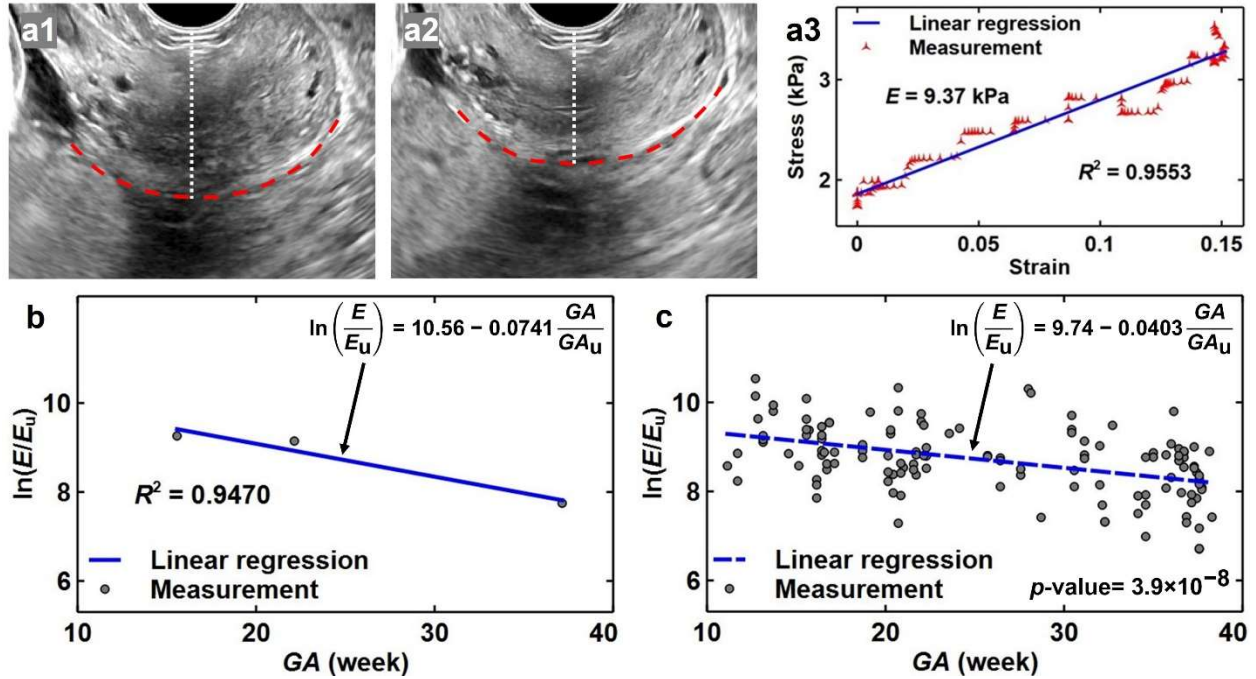 a1
a2
a3
Linear regression
Measurement
E = 9.37 kPa
R² = 0.9553
Stress (kPa)
3
2
0
0.05
0.1
0.15
Strain
b
ln(E/Eu) = 10.56 − 0.0741 GA/GAu
ln(E/Eu)
10
8
6
R² = 0.9470
Linear regression
Measurement
10
20
30
40
GA (week)
c
ln(E/Eu) = 9.74 − 0.0403 GA/GAu
ln(E/Eu)
10
8
6
Linear regression
Measurement
p-value= 3.9×10⁻⁸
10
20
30
40
GA (week)